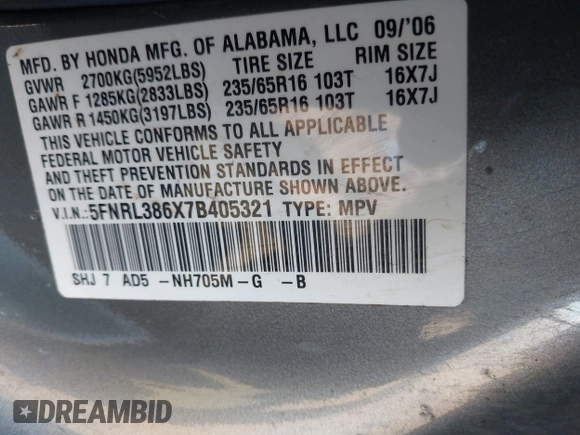 MFD. BY HONDA MFG. OF ALABAMA, LLC 09/'06
GVWR 2700KG(5952LBS) TIRE SIZE RIM SIZE
GAWR F 1285KG(2833LBS) 235/65R16 103T 16X7J
GAWR R 1450KG(3197LBS) 235/65R16 103T 16X7J
THIS VEHICLE CONFORMS TO ALL APPLICABLE
FEDERAL MOTOR VEHICLE SAFETY
AND THEFT PREVENTION STANDARDS IN EFFECT
ON THE DATE OF MANUFACTURE SHOWN ABOVE.
V.I.N.:5FNRL386X7B405321 TYPE: MPV
SHJ 7 AD5 -NH705M-G -B
DREAMBID